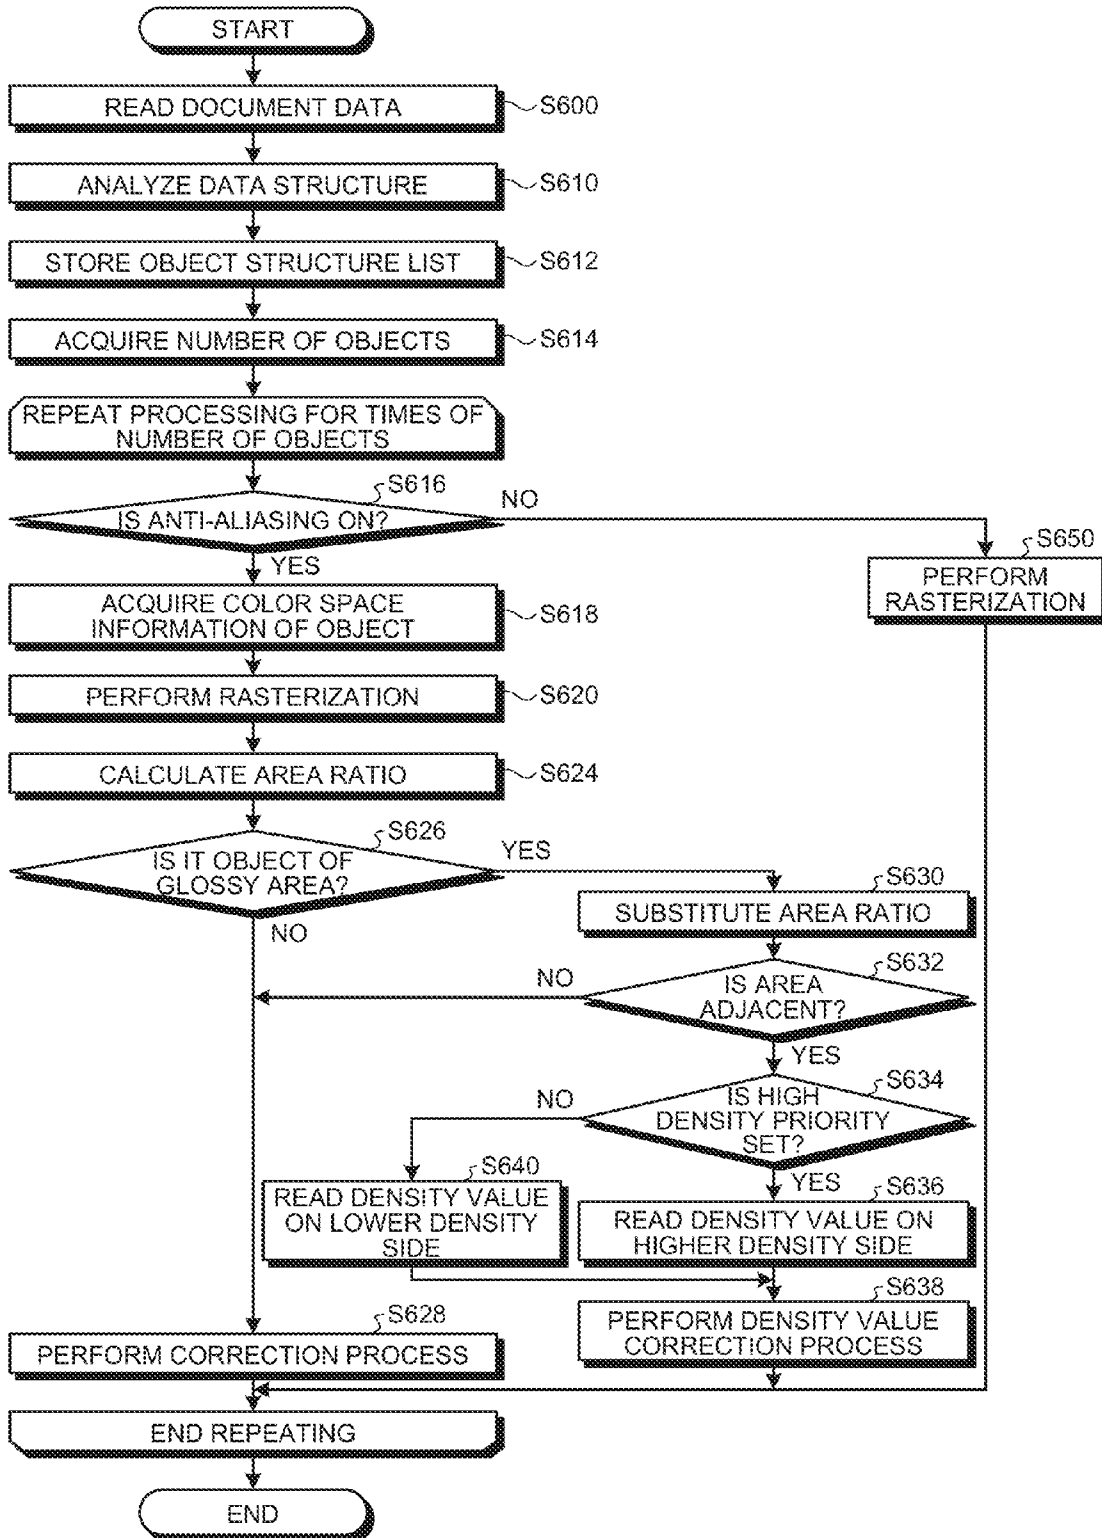 START
READ DOCUMENT DATA
S600
ANALYZE DATA STRUCTURE
S610
STORE OBJECT STRUCTURE LIST
S612
ACQUIRE NUMBER OF OBJECTS
S614
REPEAT PROCESSING FOR TIMES OF
NUMBER OF OBJECTS
S616
IS ANTI-ALIASING ON?
NO
YES
S650
PERFORM
RASTERIZATION
ACQUIRE COLOR SPACE
INFORMATION OF OBJECT
S618
PERFORM RASTERIZATION
S620
CALCULATE AREA RATIO
S624
S626
IS IT OBJECT OF
GLOSSY AREA?
YES
NO
S630
SUBSTITUTE AREA RATIO
S632
IS AREA
ADJACENT?
NO
YES
S634
IS HIGH
DENSITY PRIORITY
SET?
NO
YES
S640
READ DENSITY VALUE
ON LOWER DENSITY
SIDE
S636
READ DENSITY VALUE ON
HIGHER DENSITY SIDE
S638
PERFORM DENSITY VALUE
CORRECTION PROCESS
S628
PERFORM CORRECTION PROCESS
END REPEATING
END